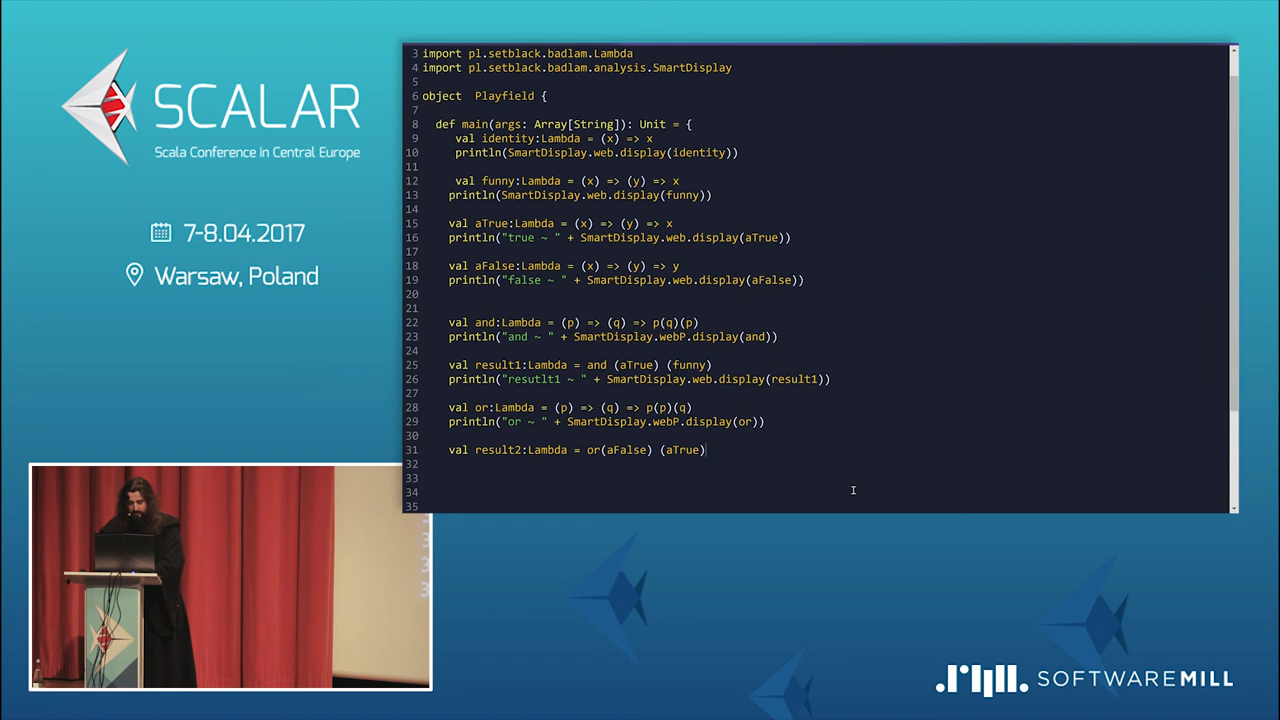 SCALAR
Scala Conference in Central Europe
7-8.04.2017
Warsaw, Poland
3 import pl.setblack.badlam.Lambda
4 import pl.setblack.badlam.analysis.SmartDisplay
5
6 object  Playfield {
7
8   def main(args: Array[String]): Unit = {
9      val identity:Lambda = (x) => x
10      println(SmartDisplay.web.display(identity))
11
12      val funny:Lambda = (x) => (y) => x
13     println(SmartDisplay.web.display(funny))
14
15     val aTrue:Lambda = (x) => (y) => x
16     println("true ~ " + SmartDisplay.web.display(aTrue))
17
18     val aFalse:Lambda = (x) => (y) => y
19     println("false ~ " + SmartDisplay.web.display(aFalse))
20
21
22     val and:Lambda = (p) => (q) => p(q)(p)
23     println("and ~ " + SmartDisplay.webP.display(and))
24
25     val result1:Lambda = and (aTrue) (funny)
26     println("resutlt1 ~ " + SmartDisplay.web.display(result1))
27
28     val or:Lambda = (p) => (q) => p(p)(q)
29     println("or ~ " + SmartDisplay.webP.display(or))
30
31     val result2:Lambda = or(aFalse) (aTrue)
32
33
34
35
SOFTWAREMILL